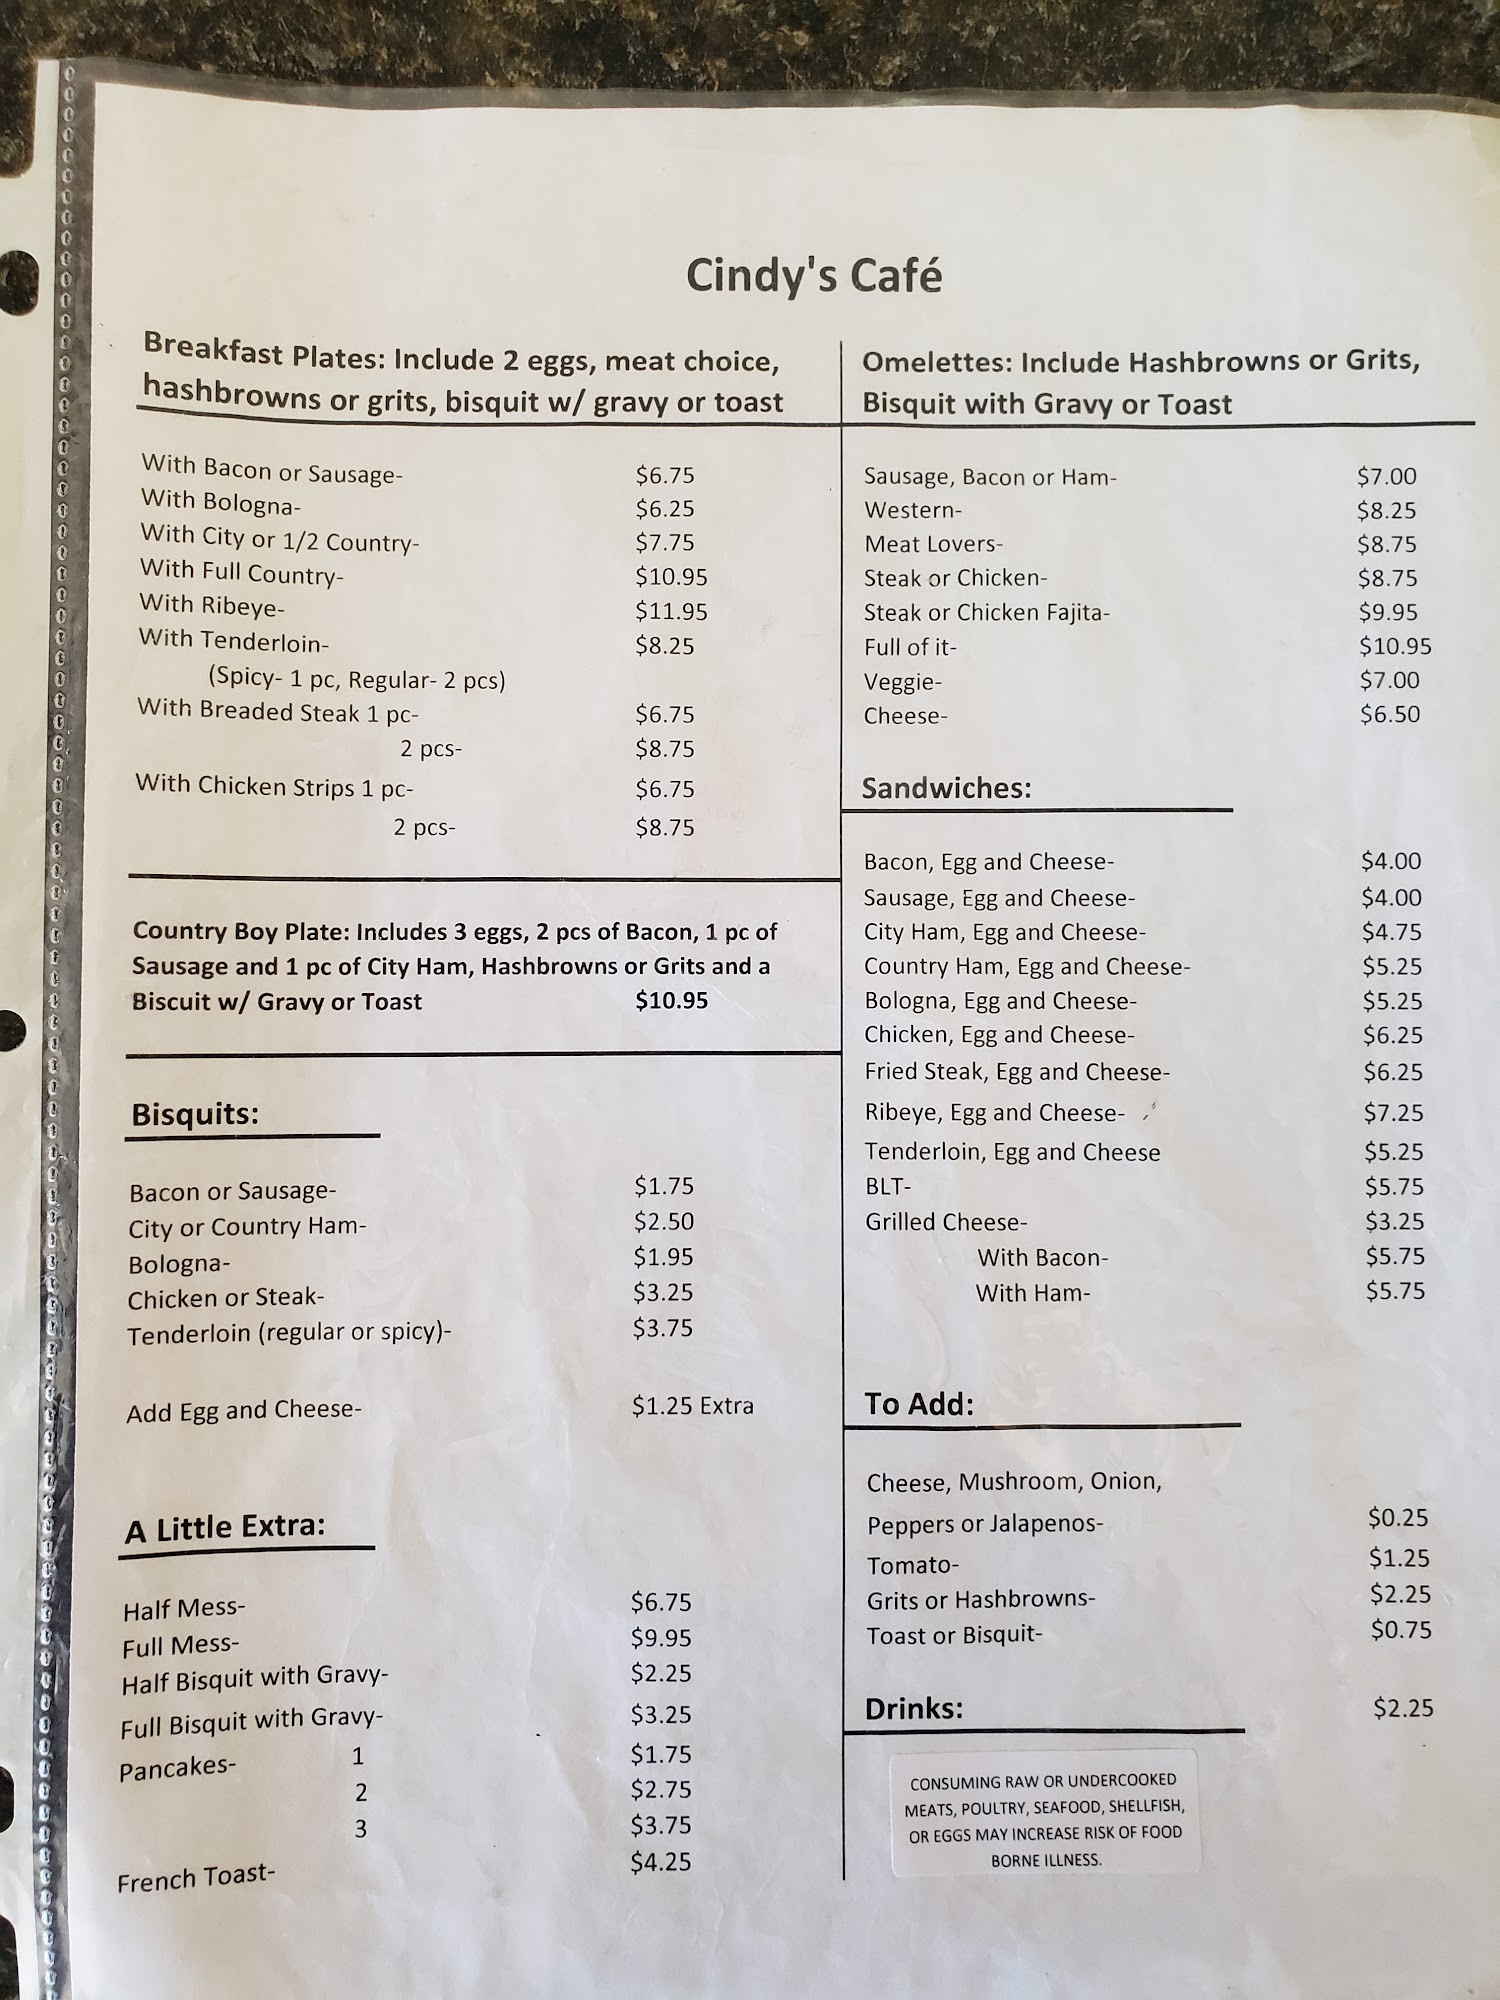 Cindy's Café
Breakfast Plates: Include 2 eggs, meat choice,
hashbrowns or grits, bisquit w/ gravy or toast
With Bacon or Sausage- $6.75
With Bologna- $6.25
With City or 1/2 Country- $7.75
With Full Country- $10.95
With Ribeye- $11.95
With Tenderloin- $8.25
(Spicy- 1 pc, Regular- 2 pcs)
With Breaded Steak 1 pc- $6.75
2 pcs- $8.75
With Chicken Strips 1 pc- $6.75
2 pcs- $8.75
Country Boy Plate: Includes 3 eggs, 2 pcs of Bacon, 1 pc of
Sausage and 1 pc of City Ham, Hashbrowns or Grits and a
Biscuit w/ Gravy or Toast $10.95
Bisquits:
Bacon or Sausage- $1.75
City or Country Ham- $2.50
Bologna- $1.95
Chicken or Steak- $3.25
Tenderloin (regular or spicy)- $3.75
Add Egg and Cheese- $1.25 Extra
A Little Extra:
Half Mess- $6.75
Full Mess- $9.95
Half Bisquit with Gravy- $2.25
Full Bisquit with Gravy- $3.25
Pancakes- 1 $1.75
2 $2.75
3 $3.75
French Toast- $4.25
Omelettes: Include Hashbrowns or Grits,
Bisquit with Gravy or Toast
Sausage, Bacon or Ham- $7.00
Western- $8.25
Meat Lovers- $8.75
Steak or Chicken- $8.75
Steak or Chicken Fajita- $9.95
Full of it- $10.95
Veggie- $7.00
Cheese- $6.50
Sandwiches:
Bacon, Egg and Cheese- $4.00
Sausage, Egg and Cheese- $4.00
City Ham, Egg and Cheese- $4.75
Country Ham, Egg and Cheese- $5.25
Bologna, Egg and Cheese- $5.25
Chicken, Egg and Cheese- $6.25
Fried Steak, Egg and Cheese- $6.25
Ribeye, Egg and Cheese- $7.25
Tenderloin, Egg and Cheese $5.25
BLT- $5.75
Grilled Cheese- $3.25
With Bacon- $5.75
With Ham- $5.75
To Add:
Cheese, Mushroom, Onion,
Peppers or Jalapenos- $0.25
Tomato- $1.25
Grits or Hashbrowns- $2.25
Toast or Bisquit- $0.75
Drinks: $2.25
CONSUMING RAW OR UNDERCOOKED
MEATS, POULTRY, SEAFOOD, SHELLFISH,
OR EGGS MAY INCREASE RISK OF FOOD
BORNE ILLNESS.